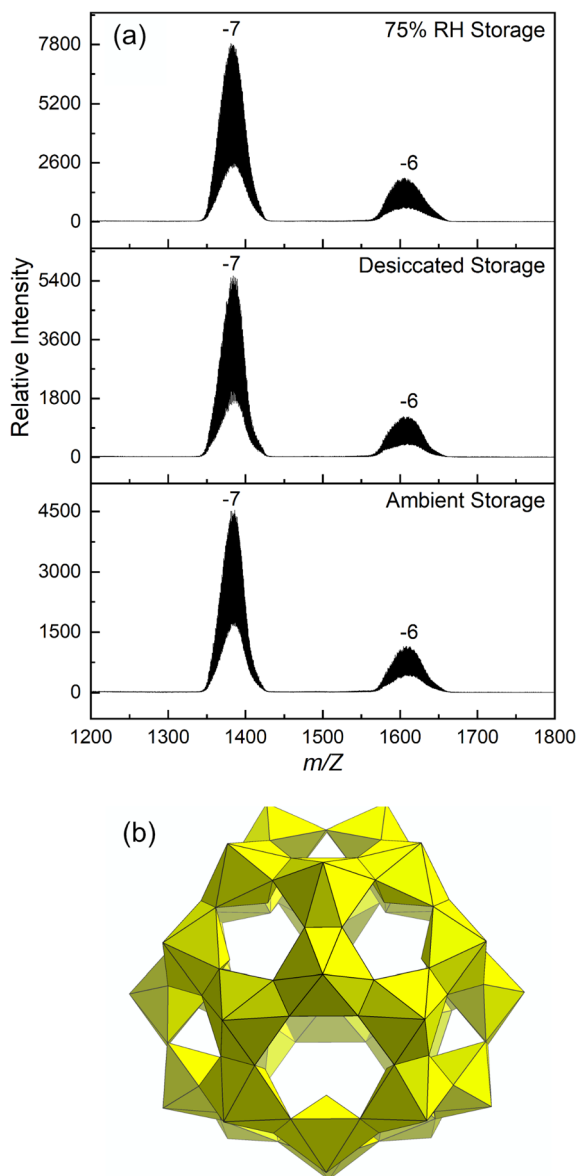 (a)
-7
75% RH Storage
7800
5200
-6
2600
0
-7
Desiccated Storage
5400
3600
-6
1800
0
-7
Ambient Storage
4500
3000
-6
1500
0
Relative Intensity
1200 1300 1400 1500 1600 1700 1800
m/Z
(b)